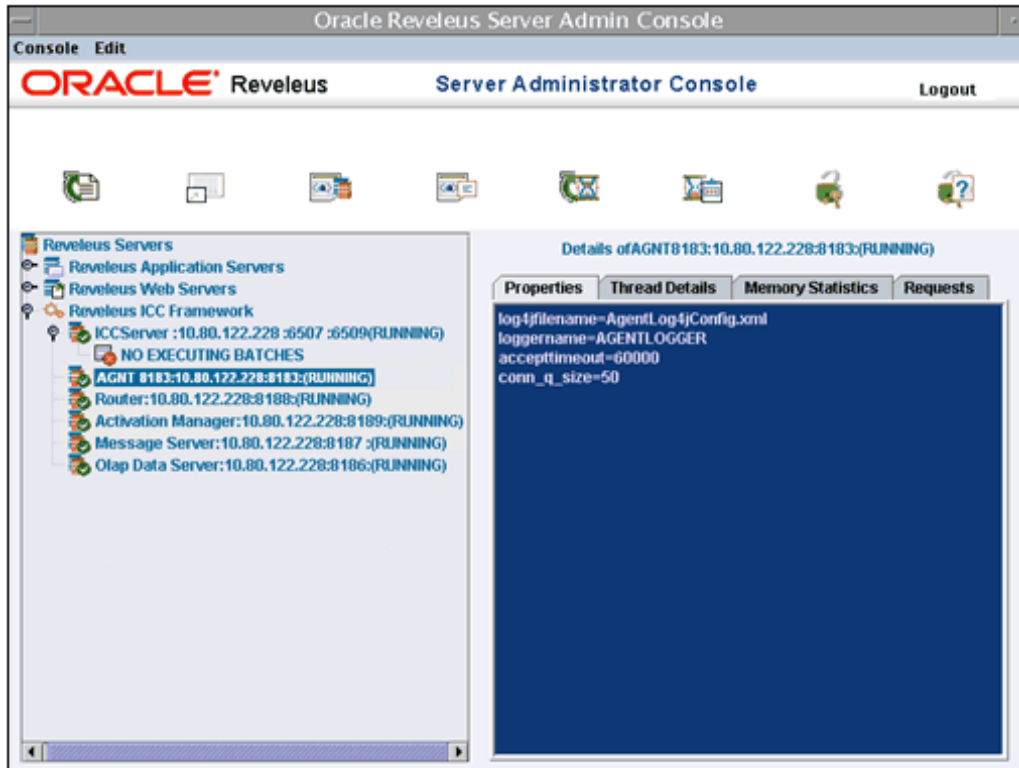 Oracle Reveleus Server Admin Console
Console Edit
ORACLE Reveleus
Server Administrator Console
Logout
Reveleus Servers
Reveleus Application Servers
Reveleus Web Servers
Reveleus ICC Framework
ICCServer :10.80.122.228 :6507 :6509(RUNNING)
NO EXECUTING BATCHES
AGNT 8183:10.80.122.228:8183:(RUNNING)
Router:10.80.122.228:8188:(RUNNING)
Activation Manager:10.80.122.228:8189:(RUNNING)
Message Server:10.80.122.228:8187 :(RUNNING)
Olap Data Server:10.80.122.228:8186:(RUNNING)
Details ofAGNT8183:10.80.122.228:8183:(RUNNING)
Properties Thread Details Memory Statistics Requests
log4jfilename=AgentLog4jConfig.xml
loggername=AGENTLOGGER
accepttimeout=60000
conn_q_size=50